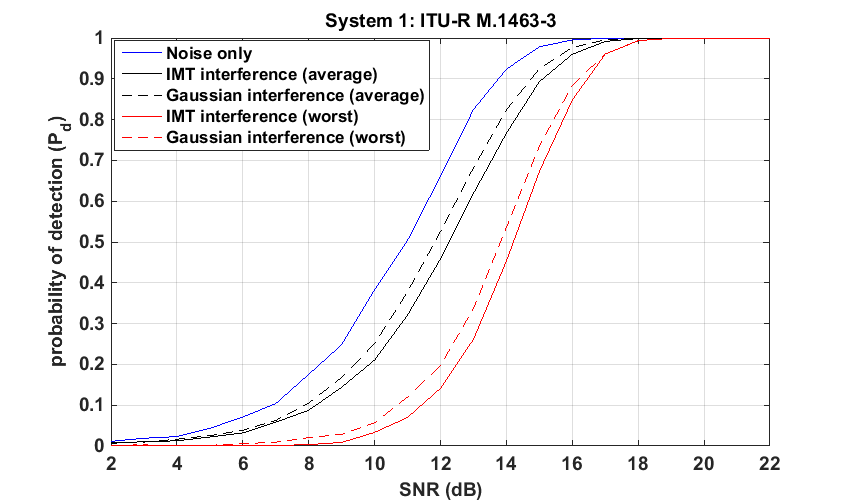 System 1: ITU-R M.1463-3
Noise only
IMT interference (average)
Gaussian interference (average)
IMT interference (worst)
Gaussian interference (worst)
probability of detection (P_d)
1
0.9
0.8
0.7
0.6
0.5
0.4
0.3
0.2
0.1
0
2 4 6 8 10 12 14 16 18 20 22
SNR (dB)